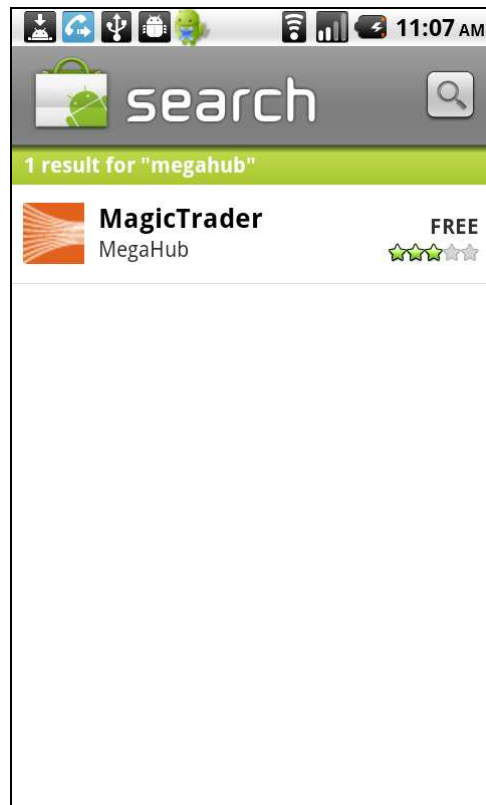 11:07 AM
search
1 result for "megahub"
MagicTrader
FREE
MegaHub